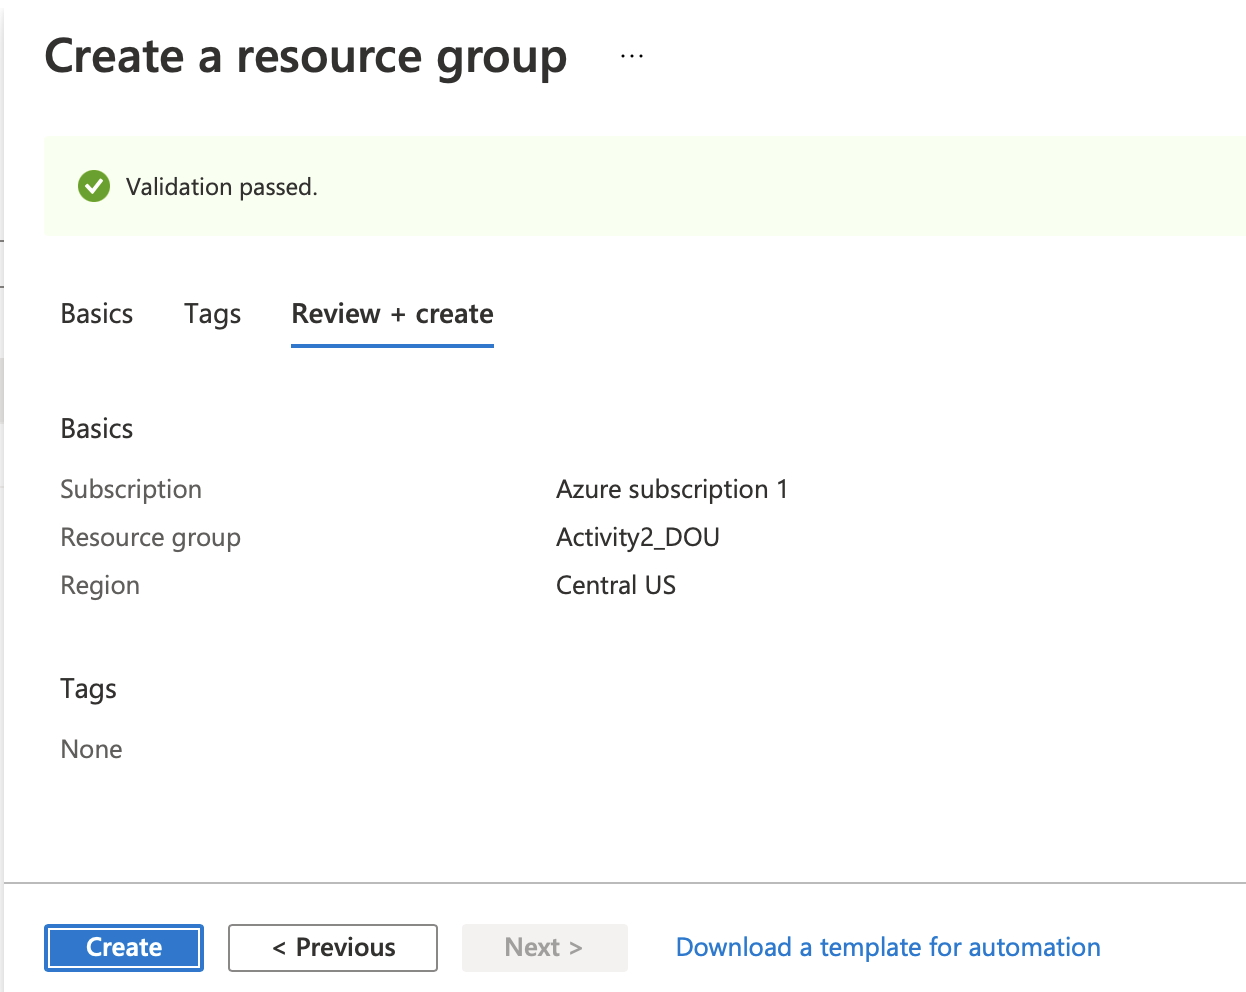 Create a resource group ...
Validation passed.
Basics Tags Review + create
Basics
Subscription Azure subscription 1
Resource group Activity2_DOU
Region Central US
Tags
None
Create < Previous Next > Download a template for automation